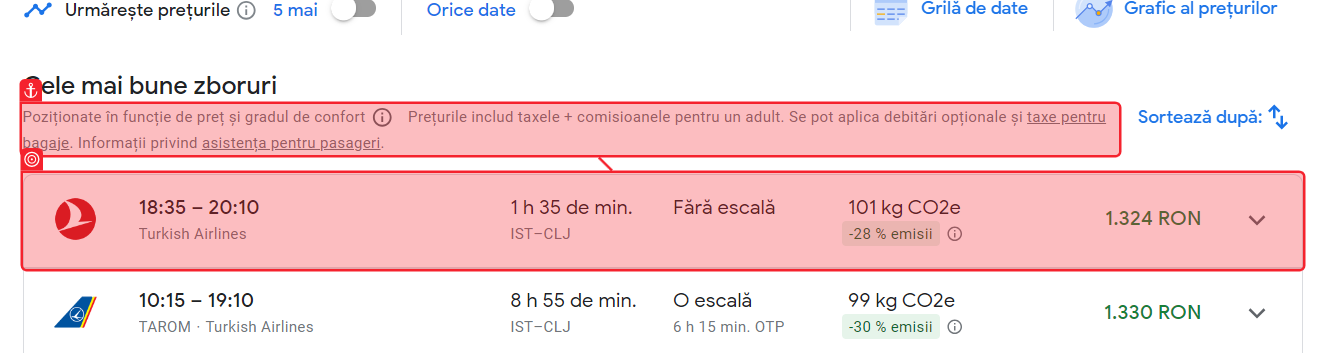 Urmărește prețurile 5 mai Orice date Grilă de date Grafic al prețurilor
Cele mai bune zboruri
Poziționate în funcție de preț și gradul de confort Prețurile includ taxele + comisioanele pentru un adult. Se pot aplica debitări opționale și taxe pentru
bagaje. Informații privind asistența pentru pasageri.
Sortează după:
18:35 – 20:10 1 h 35 de min. Fără escală 101 kg CO2e 1.324 RON
Turkish Airlines IST–CLJ -28 % emisii
10:15 – 19:10 8 h 55 de min. O escală 99 kg CO2e 1.330 RON
TAROM · Turkish Airlines IST–CLJ 6 h 15 min. OTP -30 % emisii